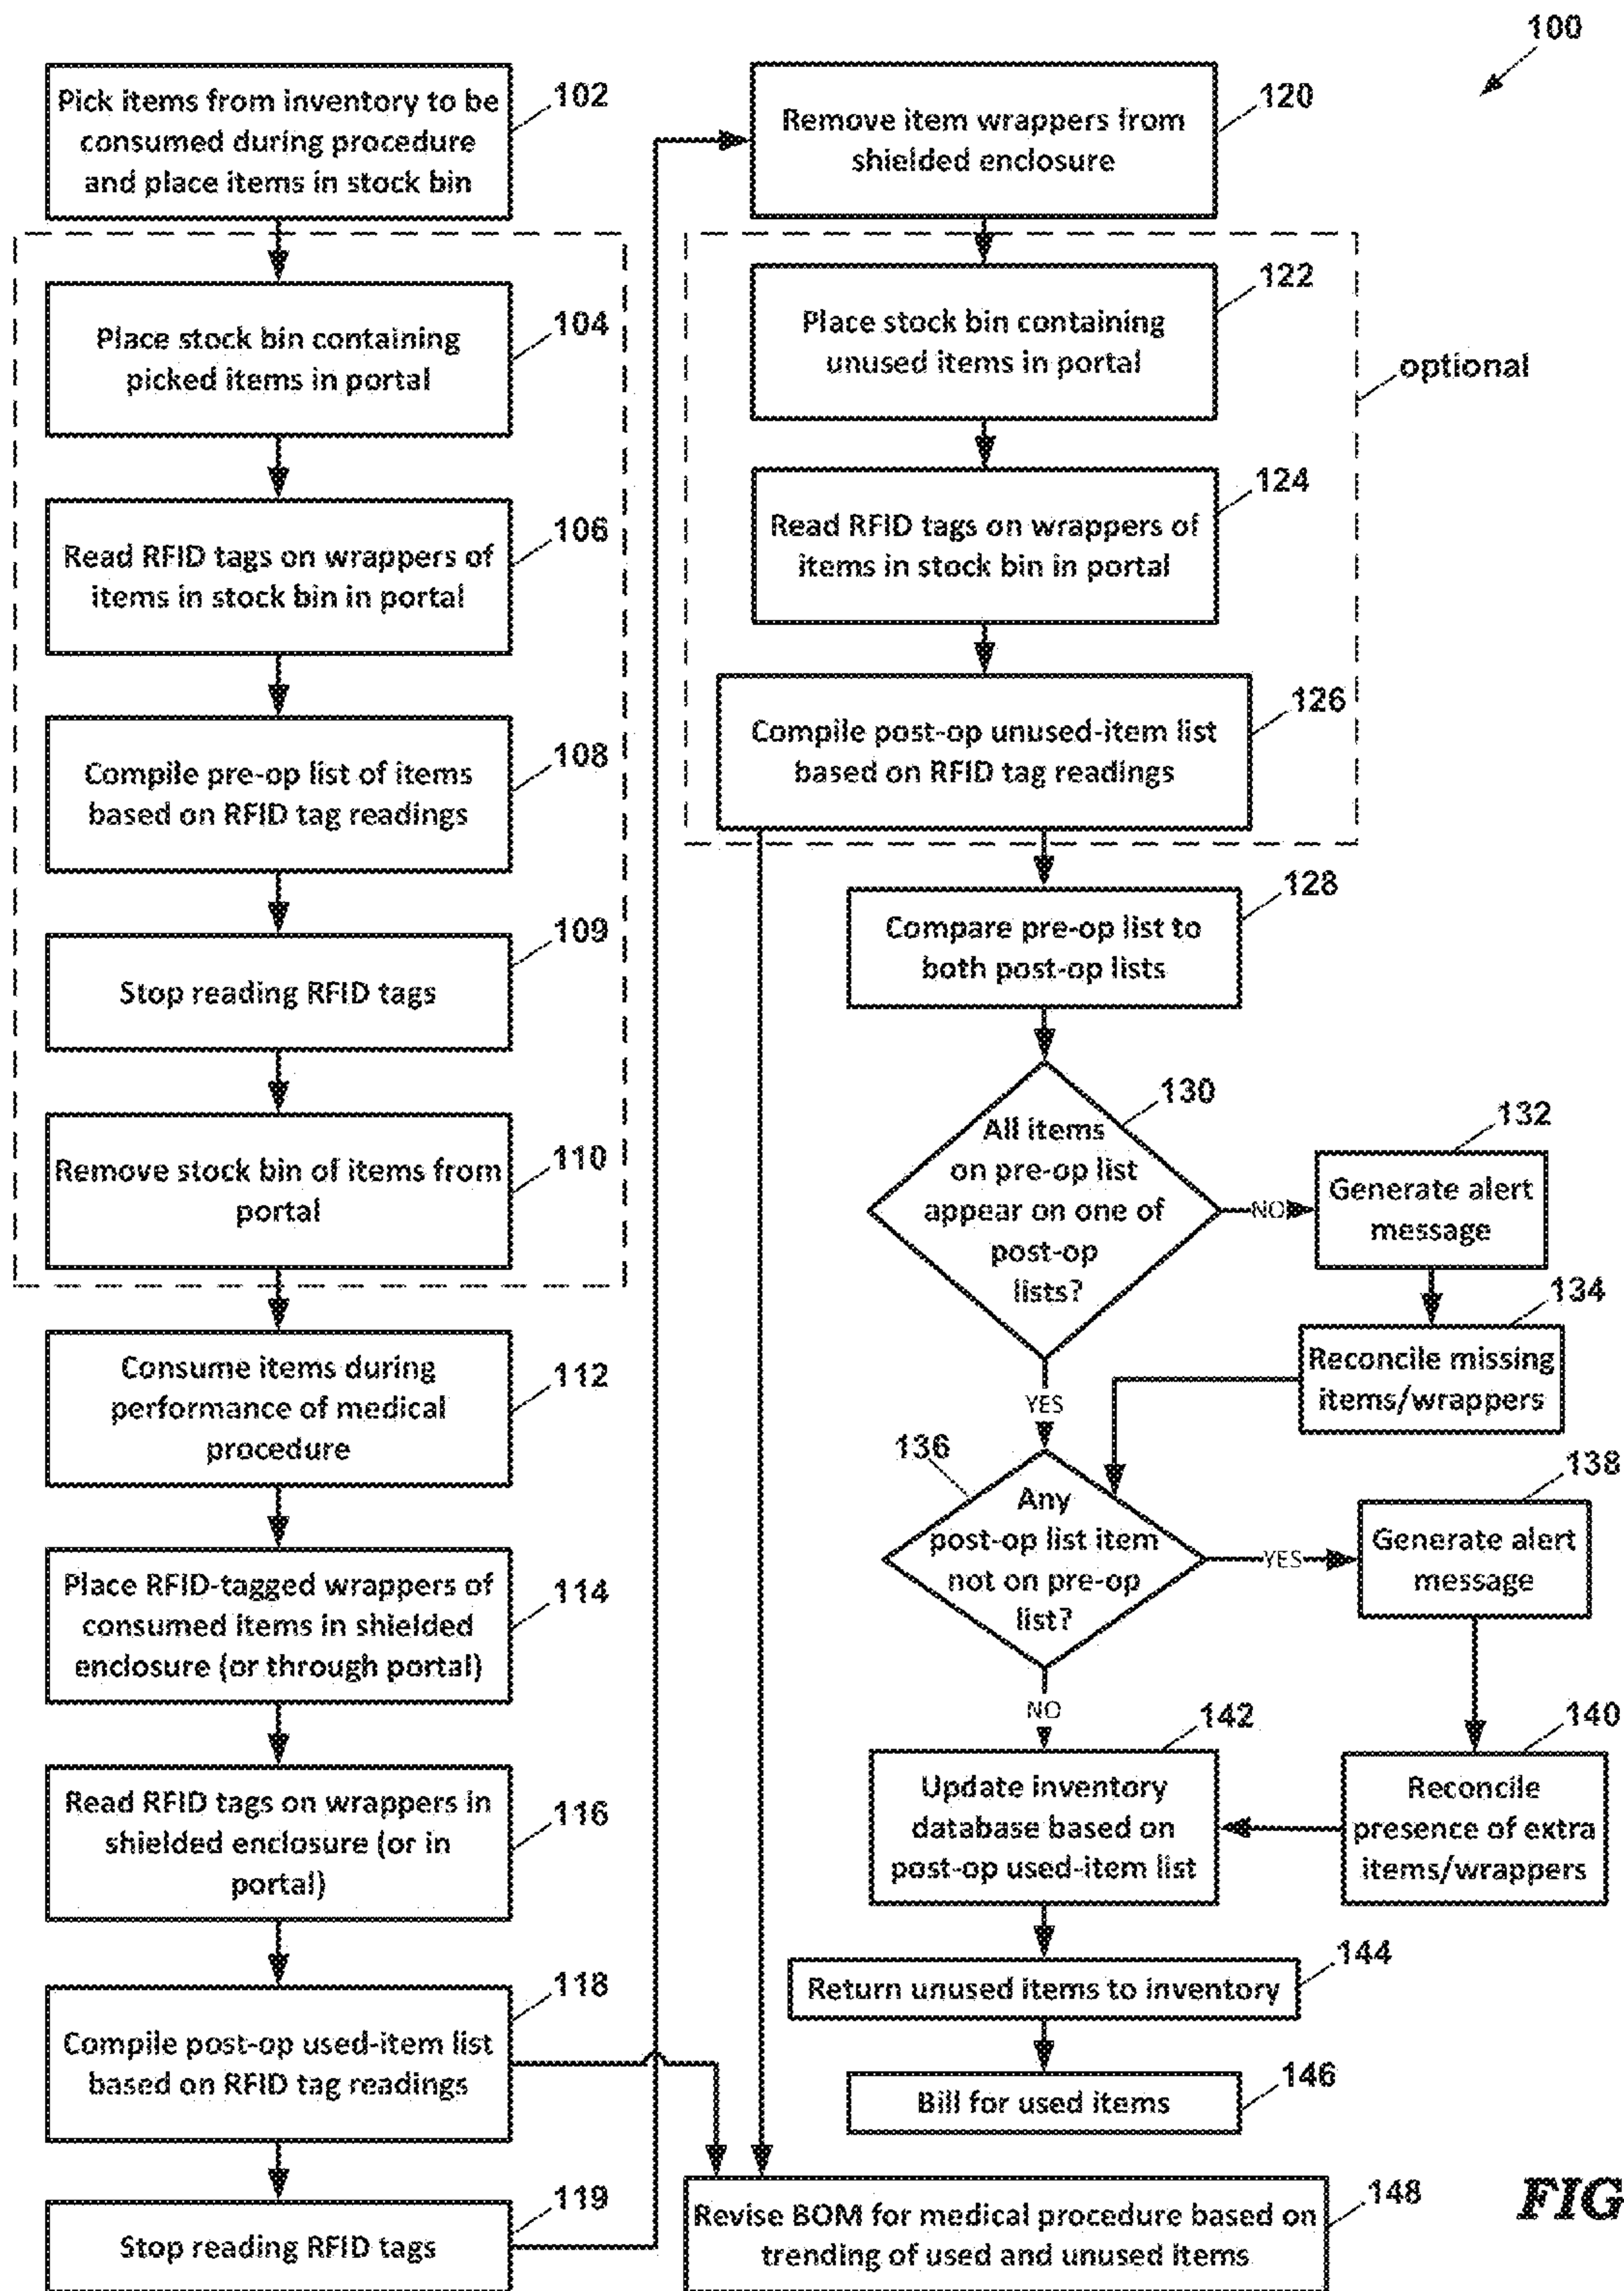 100
Pick items from inventory to be
consumed during procedure
and place items in stock bin
102
Place stock bin containing
picked items in portal
104
Read RFID tags on wrappers of
items in stock bin in portal
106
Compile pre-op list of items
based on RFID tag readings
108
Stop reading RFID tags
109
Remove stock bin of items from
portal
110
Consume items during
performance of medical
procedure
112
Place RFID-tagged wrappers of
consumed items in shielded
enclosure (or through portal)
114
Read RFID tags on wrappers in
shielded enclosure (or in
portal)
116
Compile post-op used-item list
based on RFID tag readings
118
Stop reading RFID tags
119
Remove item wrappers from
shielded enclosure
120
Place stock bin containing
unused items in portal
122
optional
Read RFID tags on wrappers of
items in stock bin in portal
124
Compile post-op unused-item list
based on RFID tag readings
126
Compare pre-op list to
both post-op lists
128
All items
on pre-op list
appear on one of
post-op
lists?
130
NO
YES
Generate alert
message
132
Reconcile missing
items/wrappers
134
Any
post-op list item
not on pre-op
list?
136
YES
NO
Generate alert
message
138
Reconcile
presence of extra
items/wrappers
140
Update inventory
database based on
post-op used-item list
142
Return unused items to inventory
144
Bill for used items
146
Revise BOM for medical procedure based on
trending of used and unused items
148
FIG